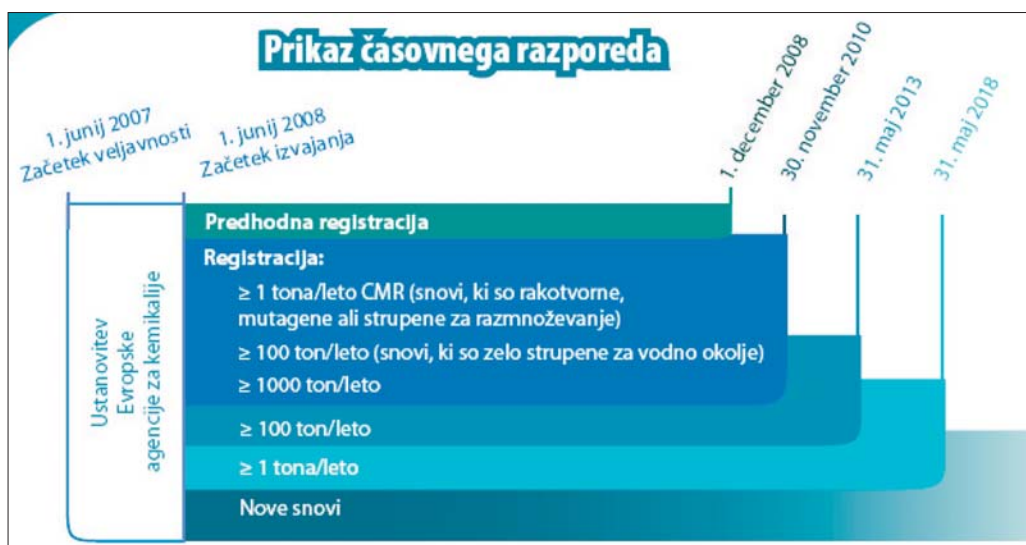 Prikaz časovnega razporeda
1. junij 2007
Začetek veljavnosti
1. junij 2008
Začetek izvajanja
1. december 2008
30. november 2010
31. maj 2013
31. maj 2018
Ustanovitev
Evropske
agencije za kemikalije
Predhodna registracija
Registracija:
≥ 1 tona/leto CMR (snovi, ki so rakotvorne,
mutagene ali strupene za razmnoževanje)
≥ 100 ton/leto (snovi, ki so zelo strupene za vodno okolje)
≥ 1000 ton/leto
≥ 100 ton/leto
≥ 1 tona/leto
Nove snovi